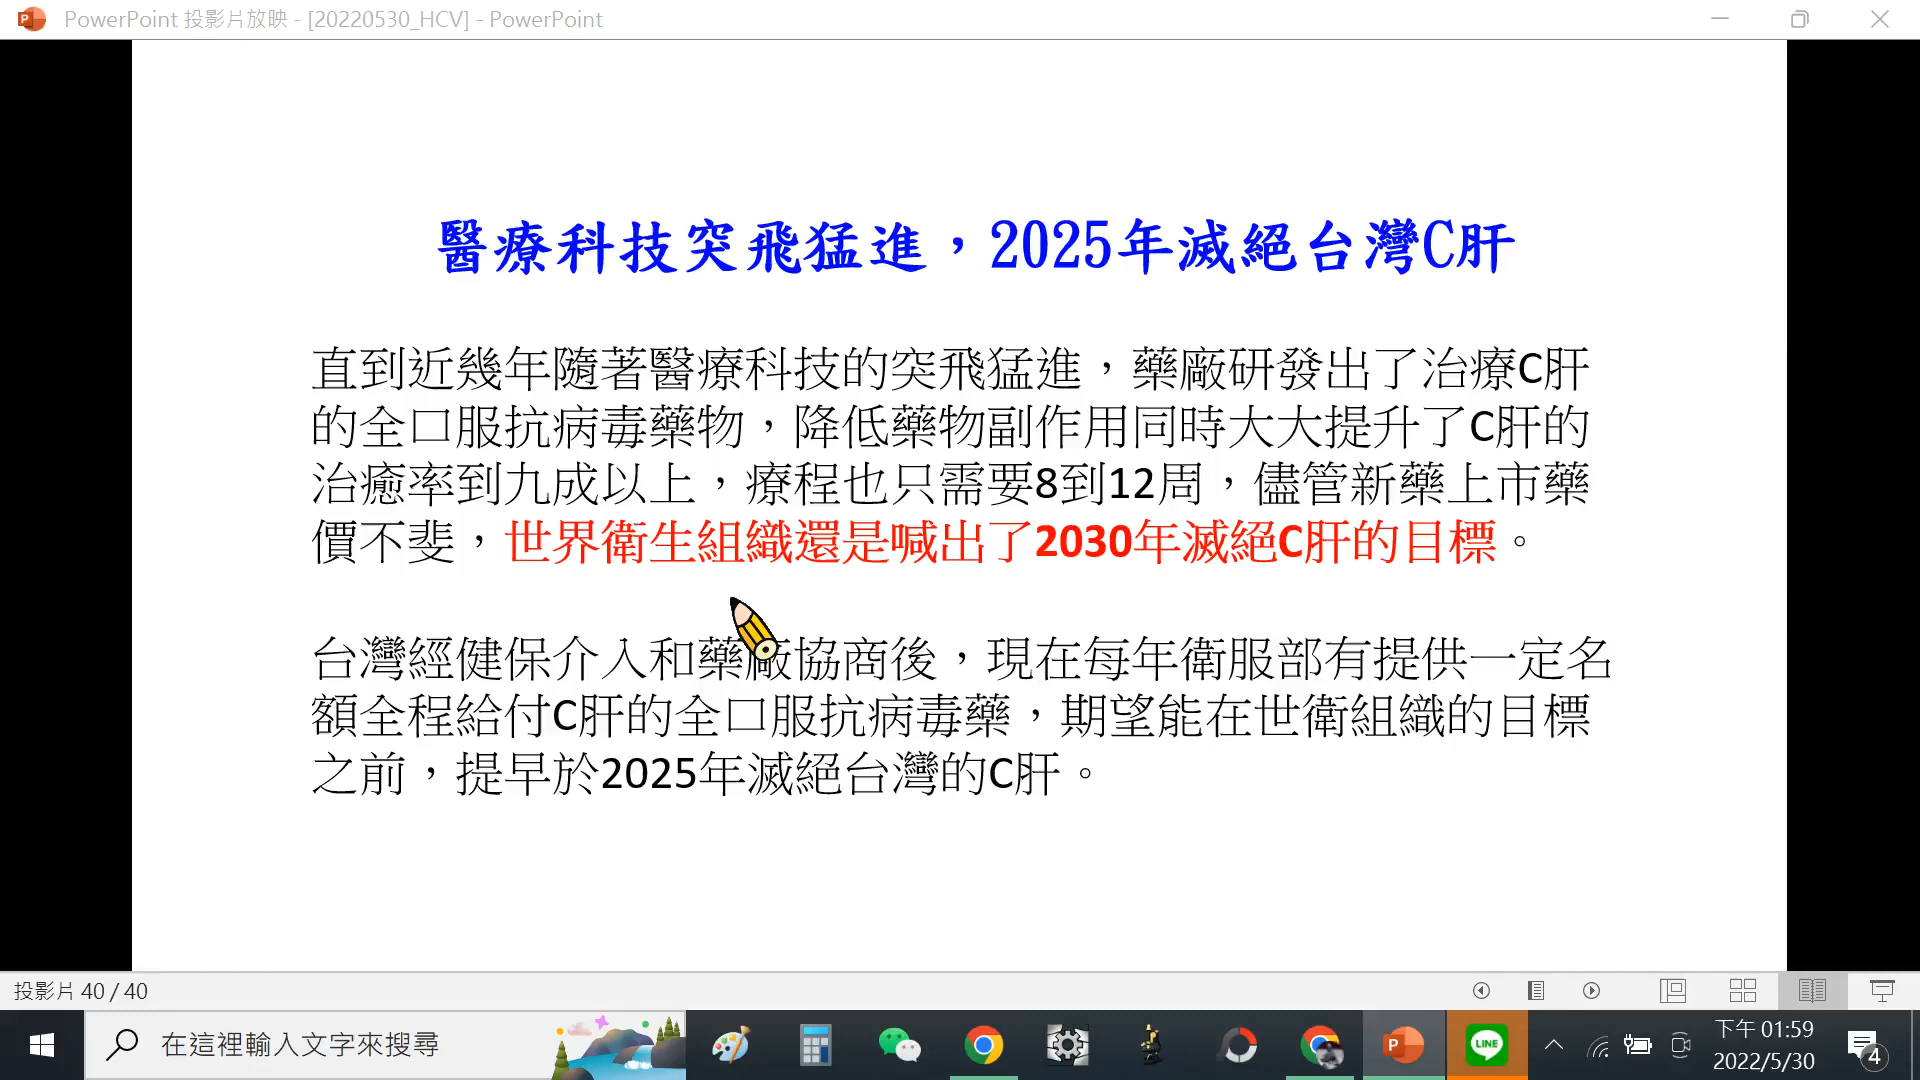 PowerPoint 投影片放映 - [20220530_HCV] - PowerPoint
醫療科技突飛猛進，2025年滅絕台灣C肝
直到近幾年隨著醫療科技的突飛猛進，藥廠研發出了治療C肝
的全口服抗病毒藥物，降低藥物副作用同時大大提升了C肝的
治癒率到九成以上，療程也只需要8到12周，儘管新藥上市藥
價不斐，世界衛生組織還是喊出了2030年滅絕C肝的目標。
台灣經健保介入和藥廠協商後，現在每年衛服部有提供一定名
額全程給付C肝的全口服抗病毒藥，期望能在世衛組織的目標
之前，提早於2025年滅絕台灣的C肝。
投影片 40 / 40
在這裡輸入文字來搜尋
P
LINE
下午 01:59
2022/5/30
4